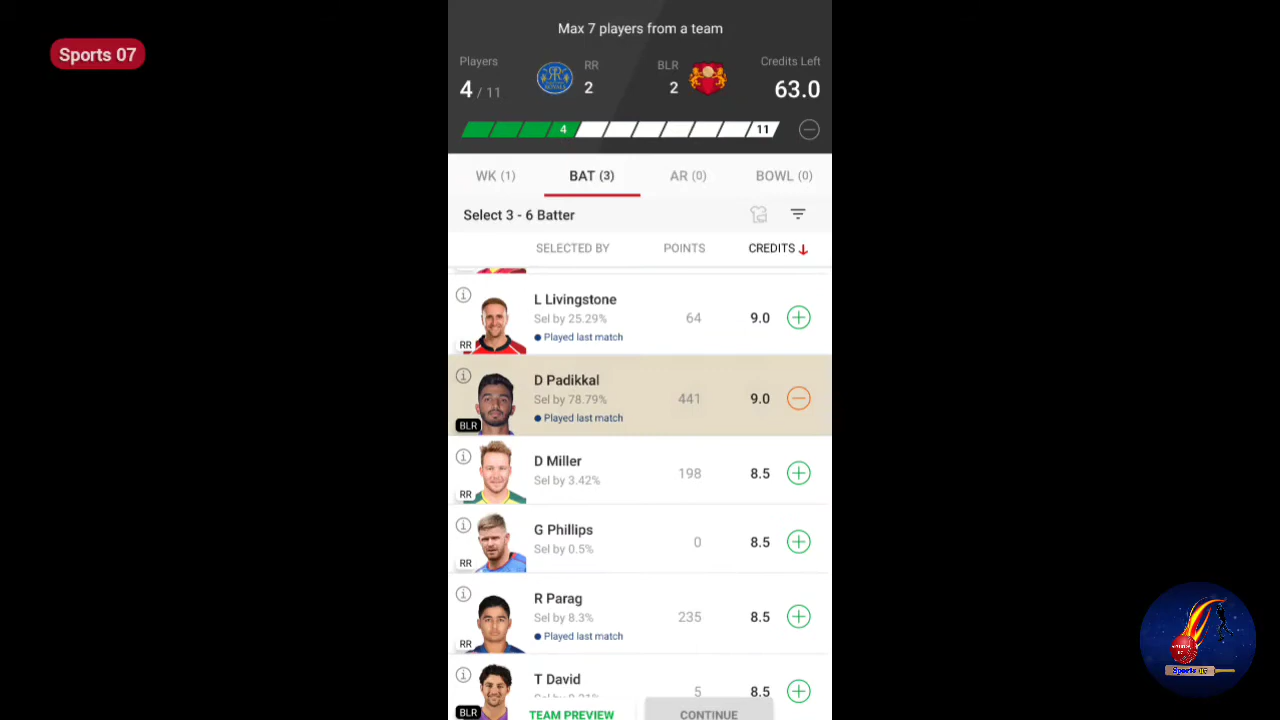 Sports 07
Max 7 players from a team
Players
RR
BLR
Credits Left
4 / 11
2
2
63.0
4
11
WK (1)
BAT (3)
AR (0)
BOWL (0)
Select 3 - 6 Batter
SELECTED BY
POINTS
CREDITS
L Livingstone
Sel by 25.29%
64
9.0
Played last match
RR
D Padikkal
Sel by 78.79%
441
9.0
Played last match
BLR
D Miller
Sel by 3.42%
198
8.5
RR
G Phillips
Sel by 0.5%
0
8.5
RR
R Parag
Sel by 8.3%
235
8.5
Played last match
RR
T David
5
8.5
BLR
TEAM PREVIEW
CONTINUE
Sports 07